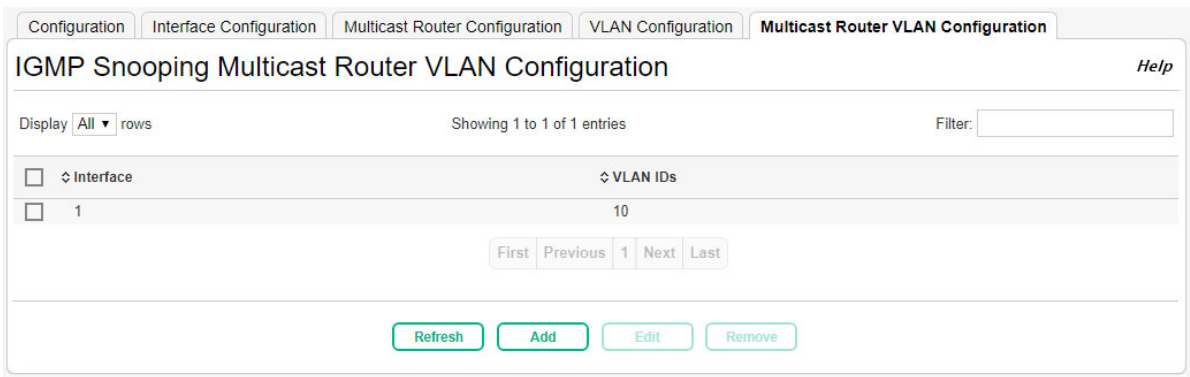 Configuration Interface Configuration Multicast Router Configuration VLAN Configuration Multicast Router VLAN Configuration
IGMP Snooping Multicast Router VLAN Configuration Help
Display All rows Showing 1 to 1 of 1 entries Filter:
Interface VLAN IDs
1 10
First Previous 1 Next Last
Refresh Add Edit Remove